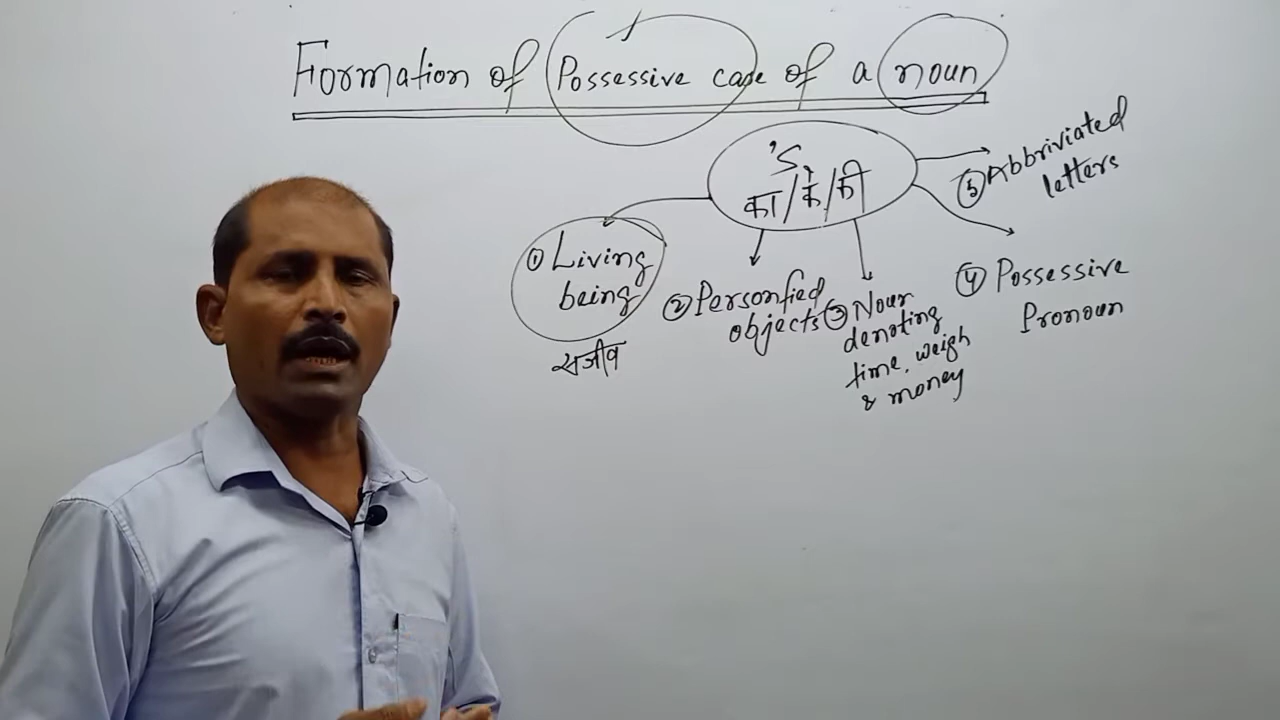 Formation of Possessive case of a noun
's
का/के/की
① Living
being
सजीव
② Personfied
objects
③ Noun
denoting
time, weigh
& money
④ Possessive
Pronoun
⑤ Abbriviated
letters